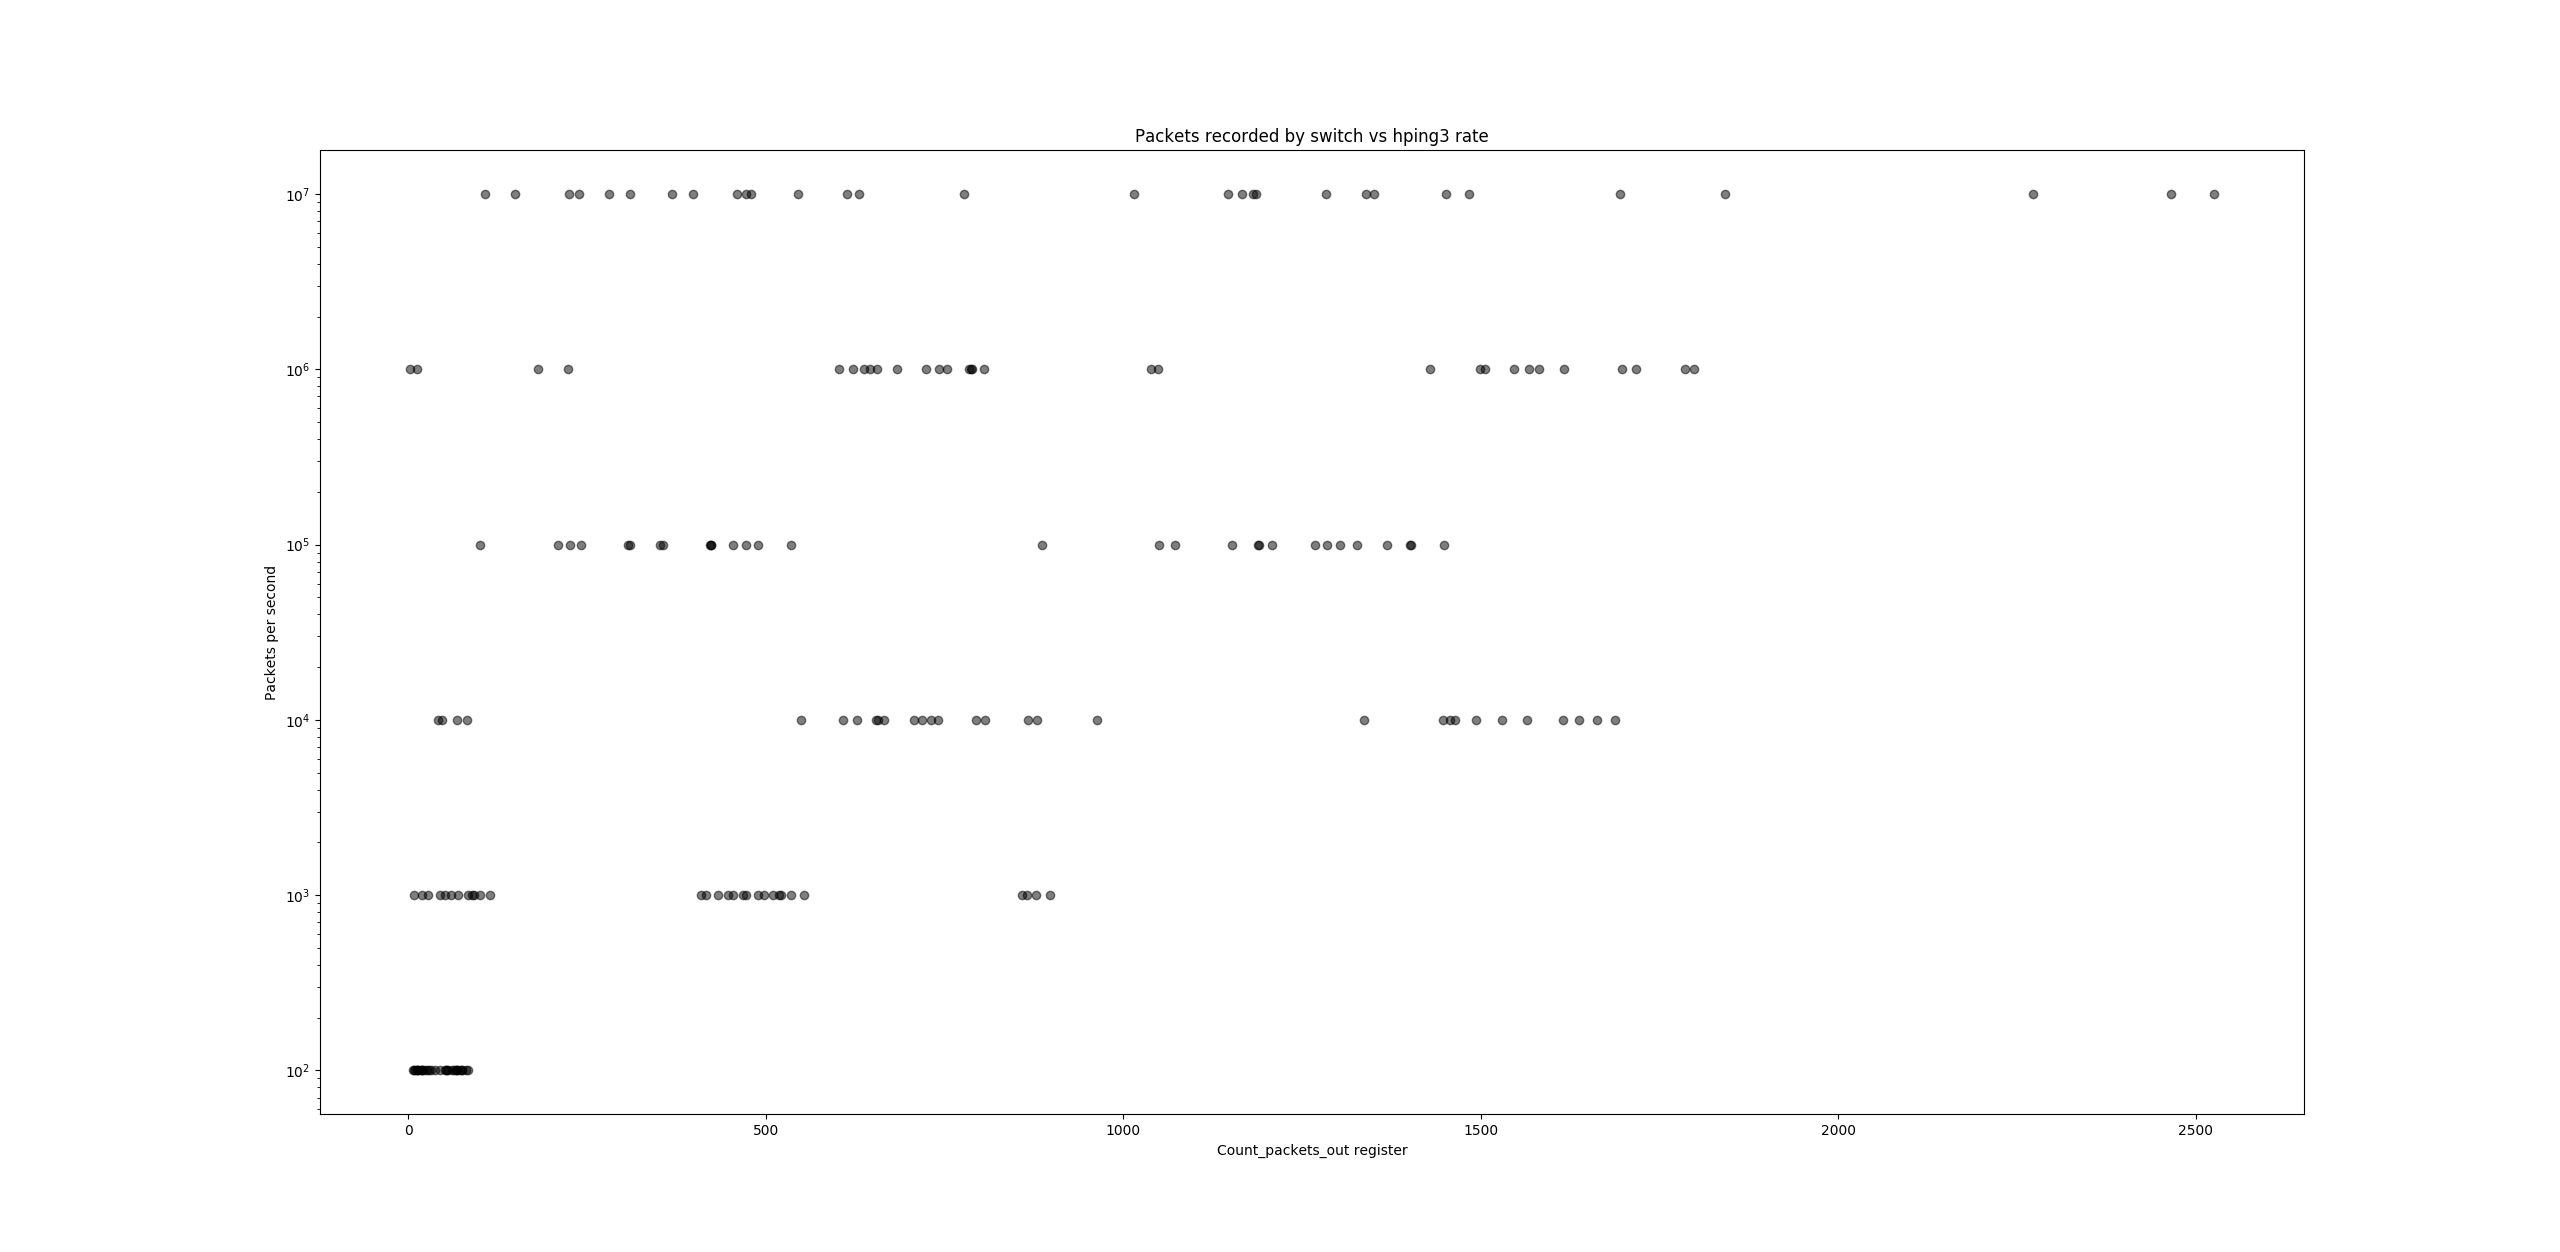 Packets recorded by switch vs hping3 rate
10⁷
10⁶
10⁵
10⁴
10³
10²
Packets per second
0 500 1000 1500 2000 2500
Count_packets_out register